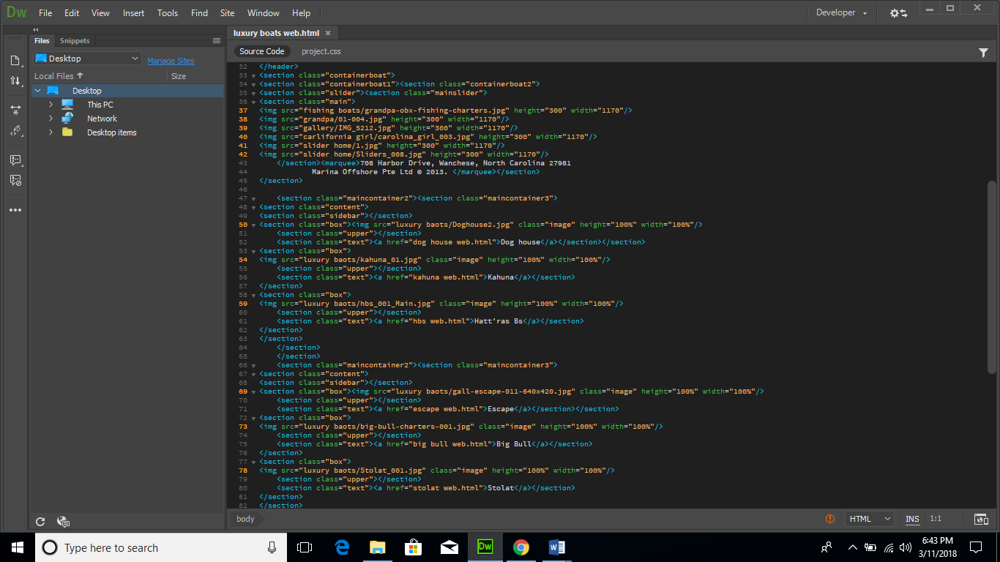 Dw File Edit View Insert Tools Find Site Window Help Developer
Files Snippets
luxury boats web.html ×
Desktop Manage Sites
Source Code project.css
Local Files Size
Desktop
This PC
Network
Desktop items
32 </header>
33 <section class="containerboat">
34 <section class="containerboat1"><section class="containerboat2">
35 <section class="slider"><section class="mainslider">
36 <section class="main">
37 <img src="fishing boats/grandpa-obx-fishing-charters.jpg" height="300" width="1170"/>
38 <img src="grandpa/01-004.jpg" height="300" width="1170"/>
39 <img src="gallery/IMG_5212.jpg" height="300" width="1170"/>
40 <img src="carlifornia girl/carolina_girl_003.jpg" height="300" width="1170"/>
41 <img src="slider home/1.jpg" height="300" width="1170"/>
42 <img src="slider home/Sliders_008.jpg" height="300" width="1170"/>
43 </section><marquee>708 Harbor Drive, Wanchese, North Carolina 27981
44 Marina Offshore Pte Ltd © 2013. </marquee></section>
45 </section>
46
47 <section class="maincontainer2"><section class="maincontainer3">
48 <section class="content">
49 <section class="sidebar"></section>
50 <section class="box"><img src="luxury baots/Doghouse2.jpg" class="image" height="100%" width="100%"/>
51 <section class="upper"></section>
52 <section class="text"><a href="dog house web.html">Dog house</a></section></section>
53 <section class="box">
54 <img src="luxury baots/kahuna_01.jpg" class="image" height="100%" width="100%"/>
55 <section class="upper"></section>
56 <section class="text"><a href="kahuna web.html">Kahuna</a></section>
57 </section>
58 <section class="box">
59 <img src="luxury baots/hbs_001_Main.jpg" class="image" height="100%" width="100%"/>
60 <section class="upper"></section>
61 <section class="text"><a href="hbs web.html">Hatt'ras Bs</a></section>
62 </section>
63 </section>
64 </section>
65 </section>
66 <section class="maincontainer2"><section class="maincontainer3">
67 <section class="content">
68 <section class="sidebar"></section>
69 <section class="box"><img src="luxury baots/gall-escape-011-640x420.jpg" class="image" height="100%" width="100%"/>
70 <section class="upper"></section>
71 <section class="text"><a href="escape web.html">Escape</a></section></section>
72 <section class="box">
73 <img src="luxury baots/big-bull-charters-001.jpg" class="image" height="100%" width="100%"/>
74 <section class="upper"></section>
75 <section class="text"><a href="big bull web.html">Big Bull</a></section>
76 </section>
77 <section class="box">
78 <img src="luxury baots/Stolat_001.jpg" class="image" height="100%" width="100%"/>
79 <section class="upper"></section>
80 <section class="text"><a href="stolat web.html">Stolat</a></section>
81 </section>
82 </section>
body HTML INS 1:1
Type here to search
Dw
6:43 PM
3/11/2018